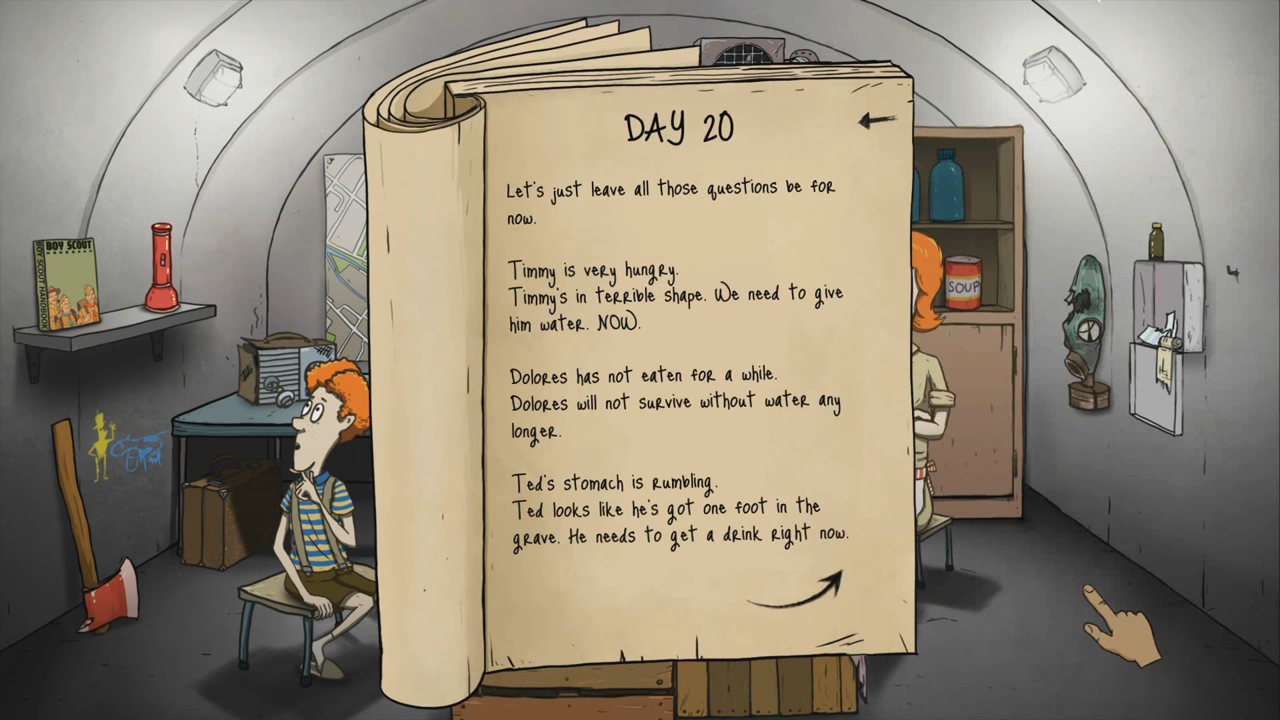 DAY 20
Let's just leave all those questions be for
now.
Timmy is very hungry.
Timmy's in terrible shape. We need to give
him water. NOW.
Dolores has not eaten for a while.
Dolores will not survive without water any
longer.
Ted's stomach is rumbling.
Ted looks like he's got one foot in the
grave. He needs to get a drink right now.
BOY SCOUT
BOY SCOUT HANDBOOK
SOUP